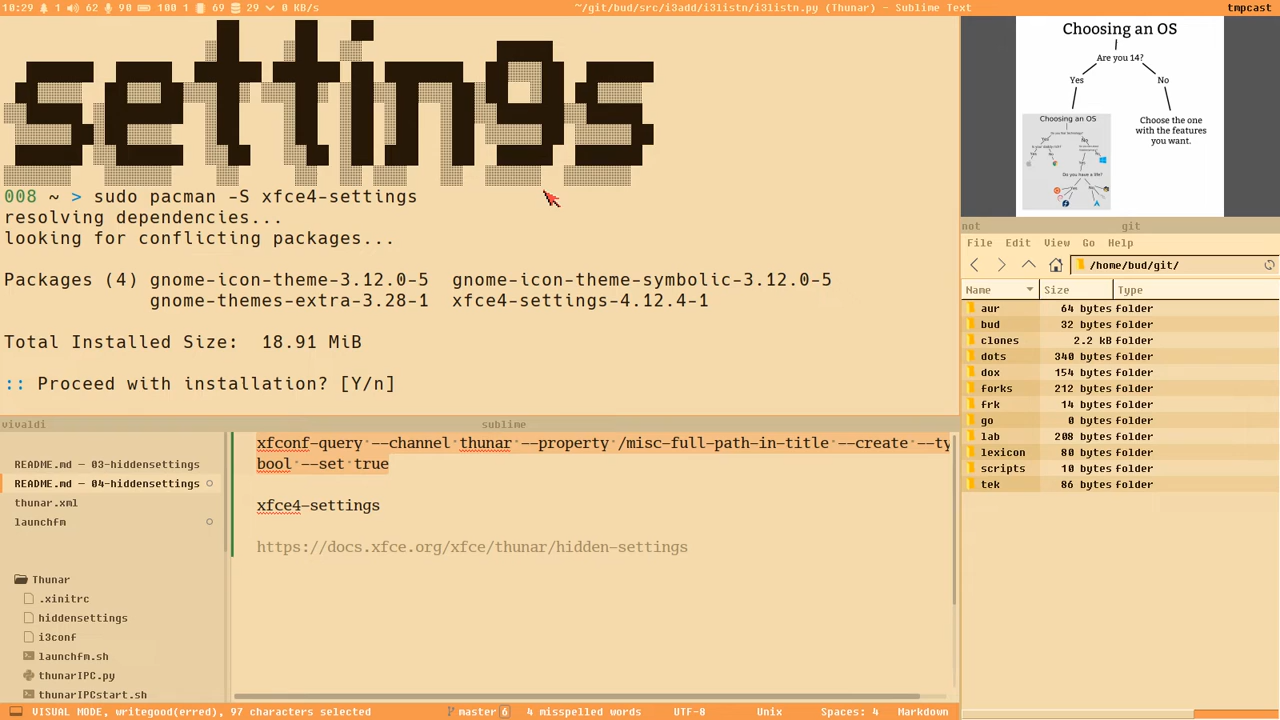 10:29 1 62 90 100 1 69 29 0 KB/s
~/git/bud/src/i3add/i3listn/i3listn.py (Thunar) - Sublime Text
tmpcast
settings
008 ~ > sudo pacman -S xfce4-settings
resolving dependencies...
looking for conflicting packages...
Packages (4) gnome-icon-theme-3.12.0-5 gnome-icon-theme-symbolic-3.12.0-5
gnome-themes-extra-3.28-1 xfce4-settings-4.12.4-1
Total Installed Size: 18.91 MiB
:: Proceed with installation? [Y/n]
vivaldi
sublime
README.md — 03-hiddensettings
README.md — 04-hiddensettings
thunar.xml
launchfm
Thunar
.xinitrc
hiddensettings
i3conf
launchfm.sh
thunarIPC.py
thunarIPCstart.sh
xfconf-query --channel thunar --property /misc-full-path-in-title --create --ty
bool --set true
xfce4-settings
https://docs.xfce.org/xfce/thunar/hidden-settings
VISUAL MODE, writegood(erred), 97 characters selected
master 6
4 misspelled words
UTF-8
Unix
Spaces: 4
Markdown
Choosing an OS
Are you 14?
Yes
No
Choosing an OS
Choose the one
with the features
you want.
Do you have a life?
not
git
File Edit View Go Help
/home/bud/git/
Name Size Type
aur 64 bytes folder
bud 32 bytes folder
clones 2.2 kB folder
dots 340 bytes folder
dox 154 bytes folder
forks 212 bytes folder
frk 14 bytes folder
go 0 bytes folder
lab 208 bytes folder
lexicon 80 bytes folder
scripts 10 bytes folder
tek 86 bytes folder